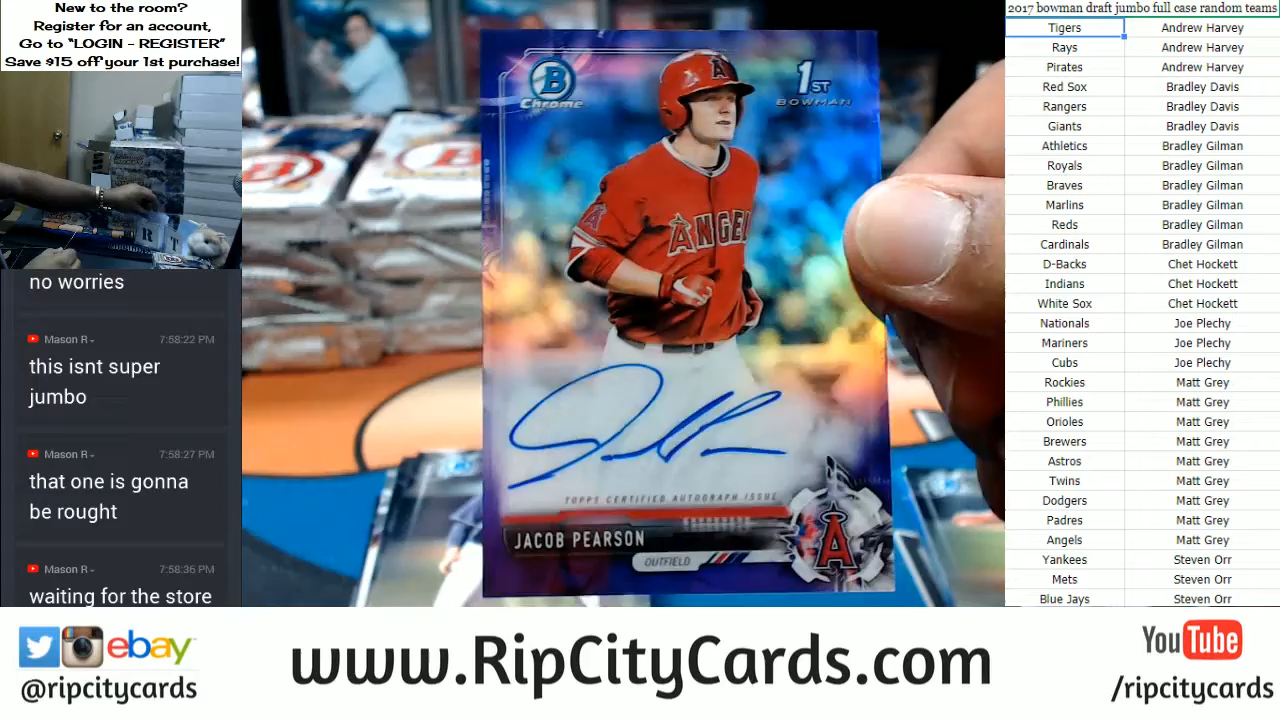 New to the room?
Register for an account,
Go to "LOGIN - REGISTER"
Save $15 off your 1st purchase!
R T
no worries
Mason R 7:58:22 PM
this isnt super
jumbo
Mason R 7:58:27 PM
that one is gonna
be rought
Mason R 7:58:36 PM
waiting for the store
B
Chrome
1ST
BOWMAN
A
ANGEL
TOPPS CERTIFIED AUTOGRAPH ISSUE
JACOB PEARSON
OUTFIELD
A
2017 bowman draft jumbo full case random teams
Tigers Andrew Harvey
Rays Andrew Harvey
Pirates Andrew Harvey
Red Sox Bradley Davis
Rangers Bradley Davis
Giants Bradley Davis
Athletics Bradley Gilman
Royals Bradley Gilman
Braves Bradley Gilman
Marlins Bradley Gilman
Reds Bradley Gilman
Cardinals Bradley Gilman
D-Backs Chet Hockett
Indians Chet Hockett
White Sox Chet Hockett
Nationals Joe Plechy
Mariners Joe Plechy
Cubs Joe Plechy
Rockies Matt Grey
Phillies Matt Grey
Orioles Matt Grey
Brewers Matt Grey
Astros Matt Grey
Twins Matt Grey
Dodgers Matt Grey
Padres Matt Grey
Angels Matt Grey
Yankees Steven Orr
Mets Steven Orr
Blue Jays Steven Orr
ebay
@ripcitycards
www.RipCityCards.com
YouTube
/ripcitycards